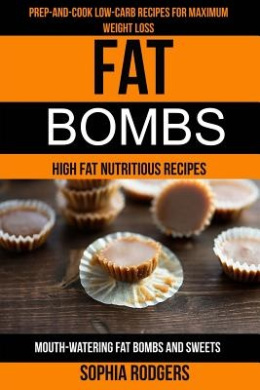 PREP-AND-COOK LOW-CARB RECIPES FOR MAXIMUM
WEIGHT LOSS
FAT
BOMBS
HIGH FAT NUTRITIOUS RECIPES
MOUTH-WATERING FAT BOMBS AND SWEETS
SOPHIA RODGERS